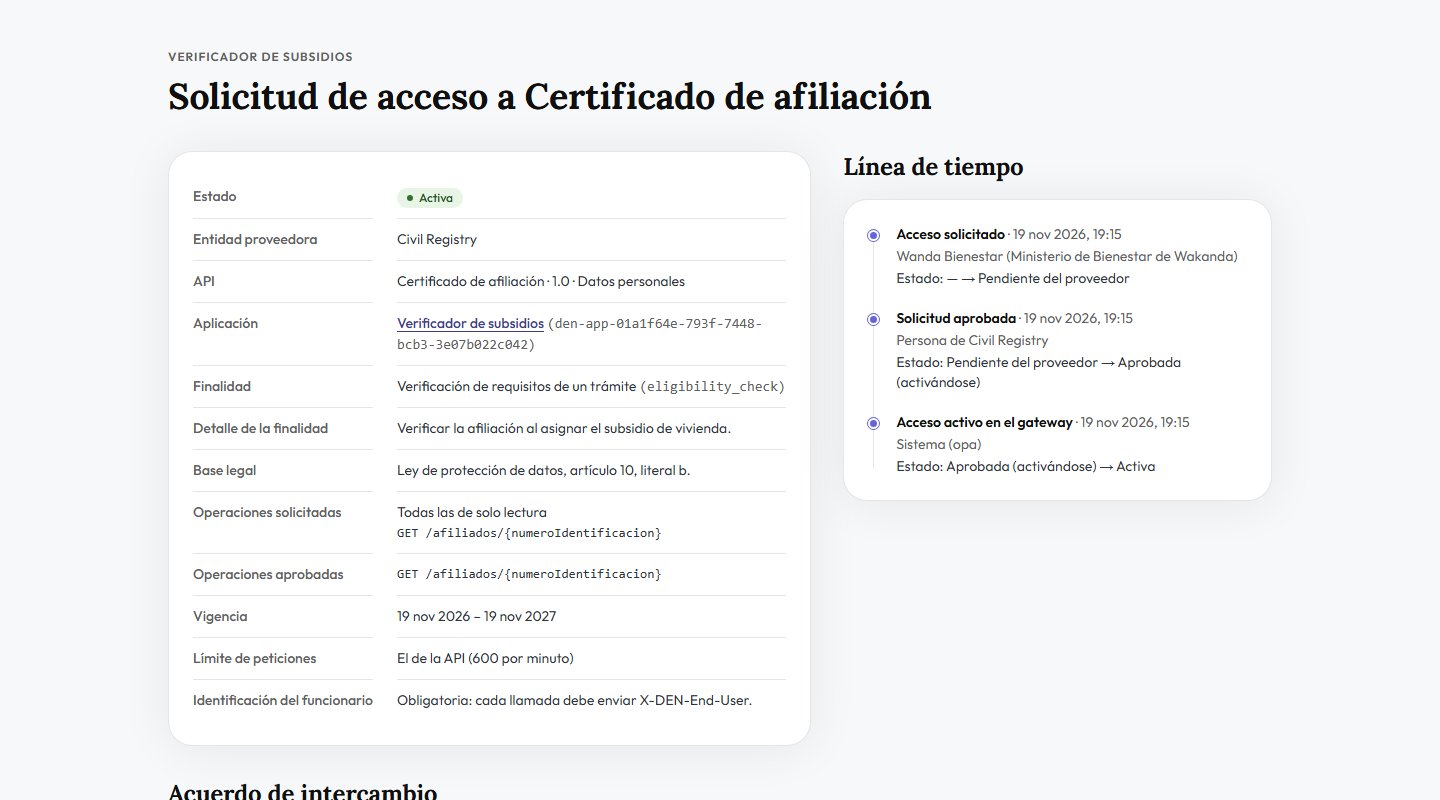 VERIFICADOR DE SUBSIDIOS
Solicitud de acceso a Certificado de afiliación
Estado
Activa
Entidad proveedora
Civil Registry
API
Certificado de afiliación · 1.0 · Datos personales
Aplicación
Verificador de subsidios (den-app-01a1f64e-793f-7448-
bcb3-3e07b022c042)
Finalidad
Verificación de requisitos de un trámite (eligibility_check)
Detalle de la finalidad
Verificar la afiliación al asignar el subsidio de vivienda.
Base legal
Ley de protección de datos, artículo 10, literal b.
Operaciones solicitadas
Todas las de solo lectura
GET /afiliados/{numeroIdentificacion}
Operaciones aprobadas
GET /afiliados/{numeroIdentificacion}
Vigencia
19 nov 2026 – 19 nov 2027
Límite de peticiones
El de la API (600 por minuto)
Identificación del funcionario
Obligatoria: cada llamada debe enviar X-DEN-End-User.
Línea de tiempo
Acceso solicitado · 19 nov 2026, 19:15
Wanda Bienestar (Ministerio de Bienestar de Wakanda)
Estado: — → Pendiente del proveedor
Solicitud aprobada · 19 nov 2026, 19:15
Persona de Civil Registry
Estado: Pendiente del proveedor → Aprobada
(activándose)
Acceso activo en el gateway · 19 nov 2026, 19:15
Sistema (opa)
Estado: Aprobada (activándose) → Activa
Acuerdo de intercambio